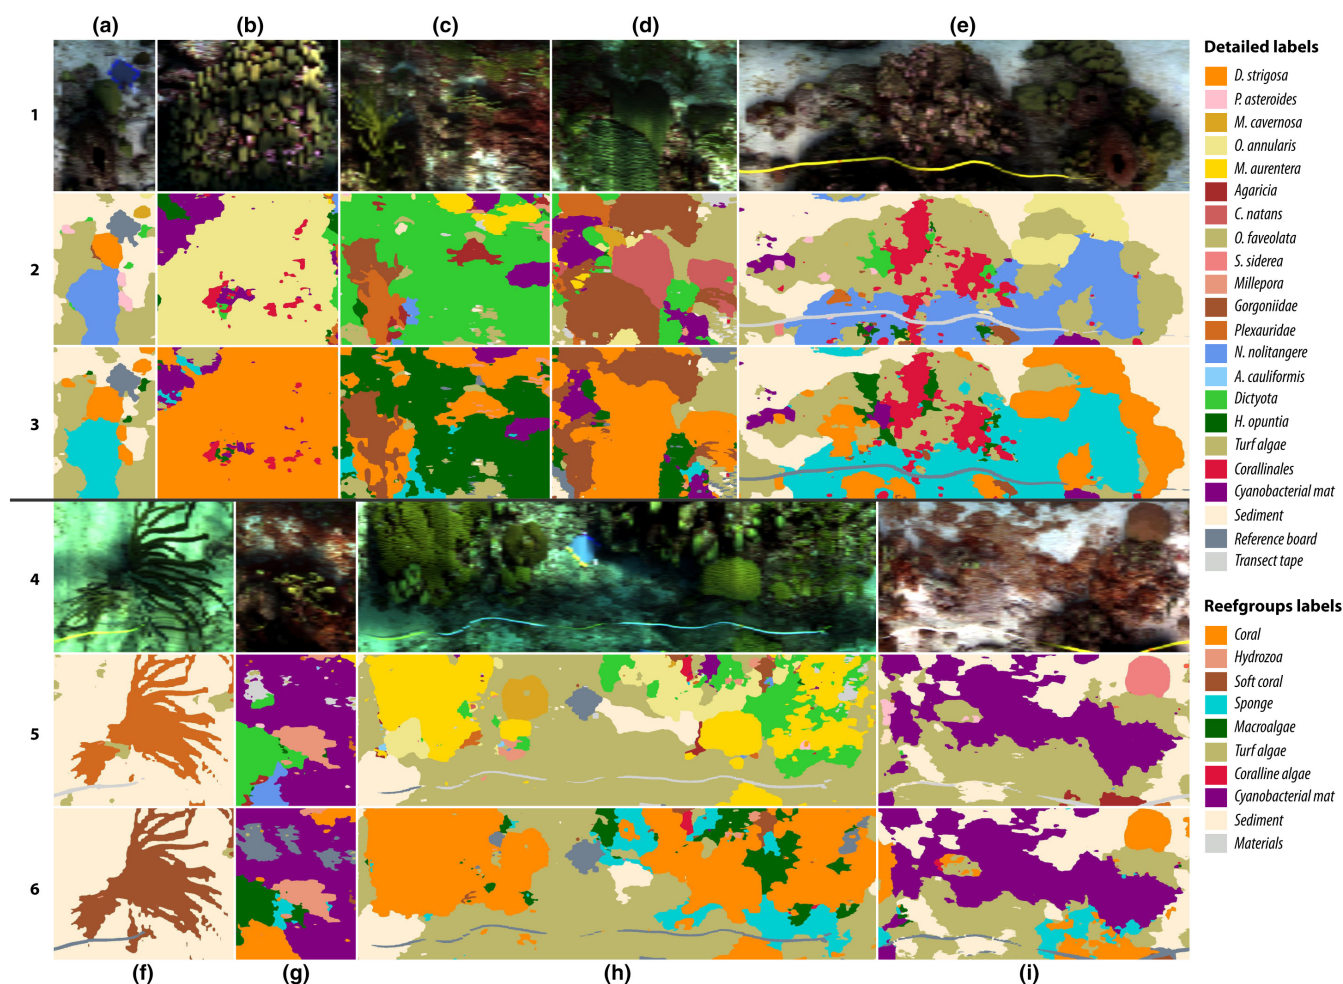 (a) (b) (c) (d) (e)
1
2
3
4
5
6
(f) (g) (h) (i)
Detailed labels
D. strigosa
P. asteroides
M. cavernosa
O. annularis
M. aurentera
Agaricia
C. natans
O. faveolata
S. siderea
Millepora
Gorgoniidae
Plexauridae
N. nolitangere
A. cauliformis
Dictyota
H. opuntia
Turf algae
Corallinales
Cyanobacterial mat
Sediment
Reference board
Transect tape
Reefgroups labels
Coral
Hydrozoa
Soft coral
Sponge
Macroalgae
Turf algae
Coralline algae
Cyanobacterial mat
Sediment
Materials